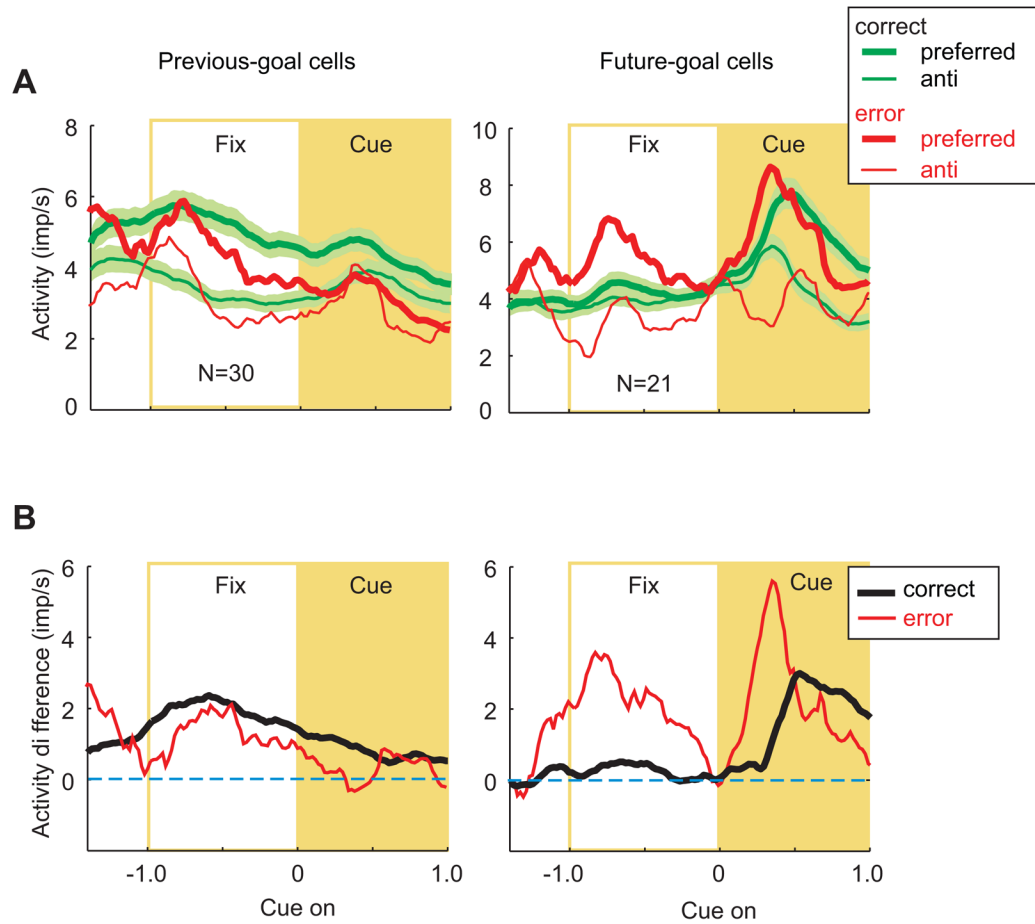 A
Previous-goal cells
Future-goal cells
correct
preferred
anti
error
preferred
anti
Activity (imp/s)
8
6
4
2
0
Fix
Cue
N=30
10
8
6
4
2
0
Fix
Cue
N=21
B
Activity di fference (imp/s)
6
4
2
0
Fix
Cue
-1.0
0
1.0
Cue on
6
4
2
0
Fix
Cue
-1.0
0
1.0
Cue on
correct
error